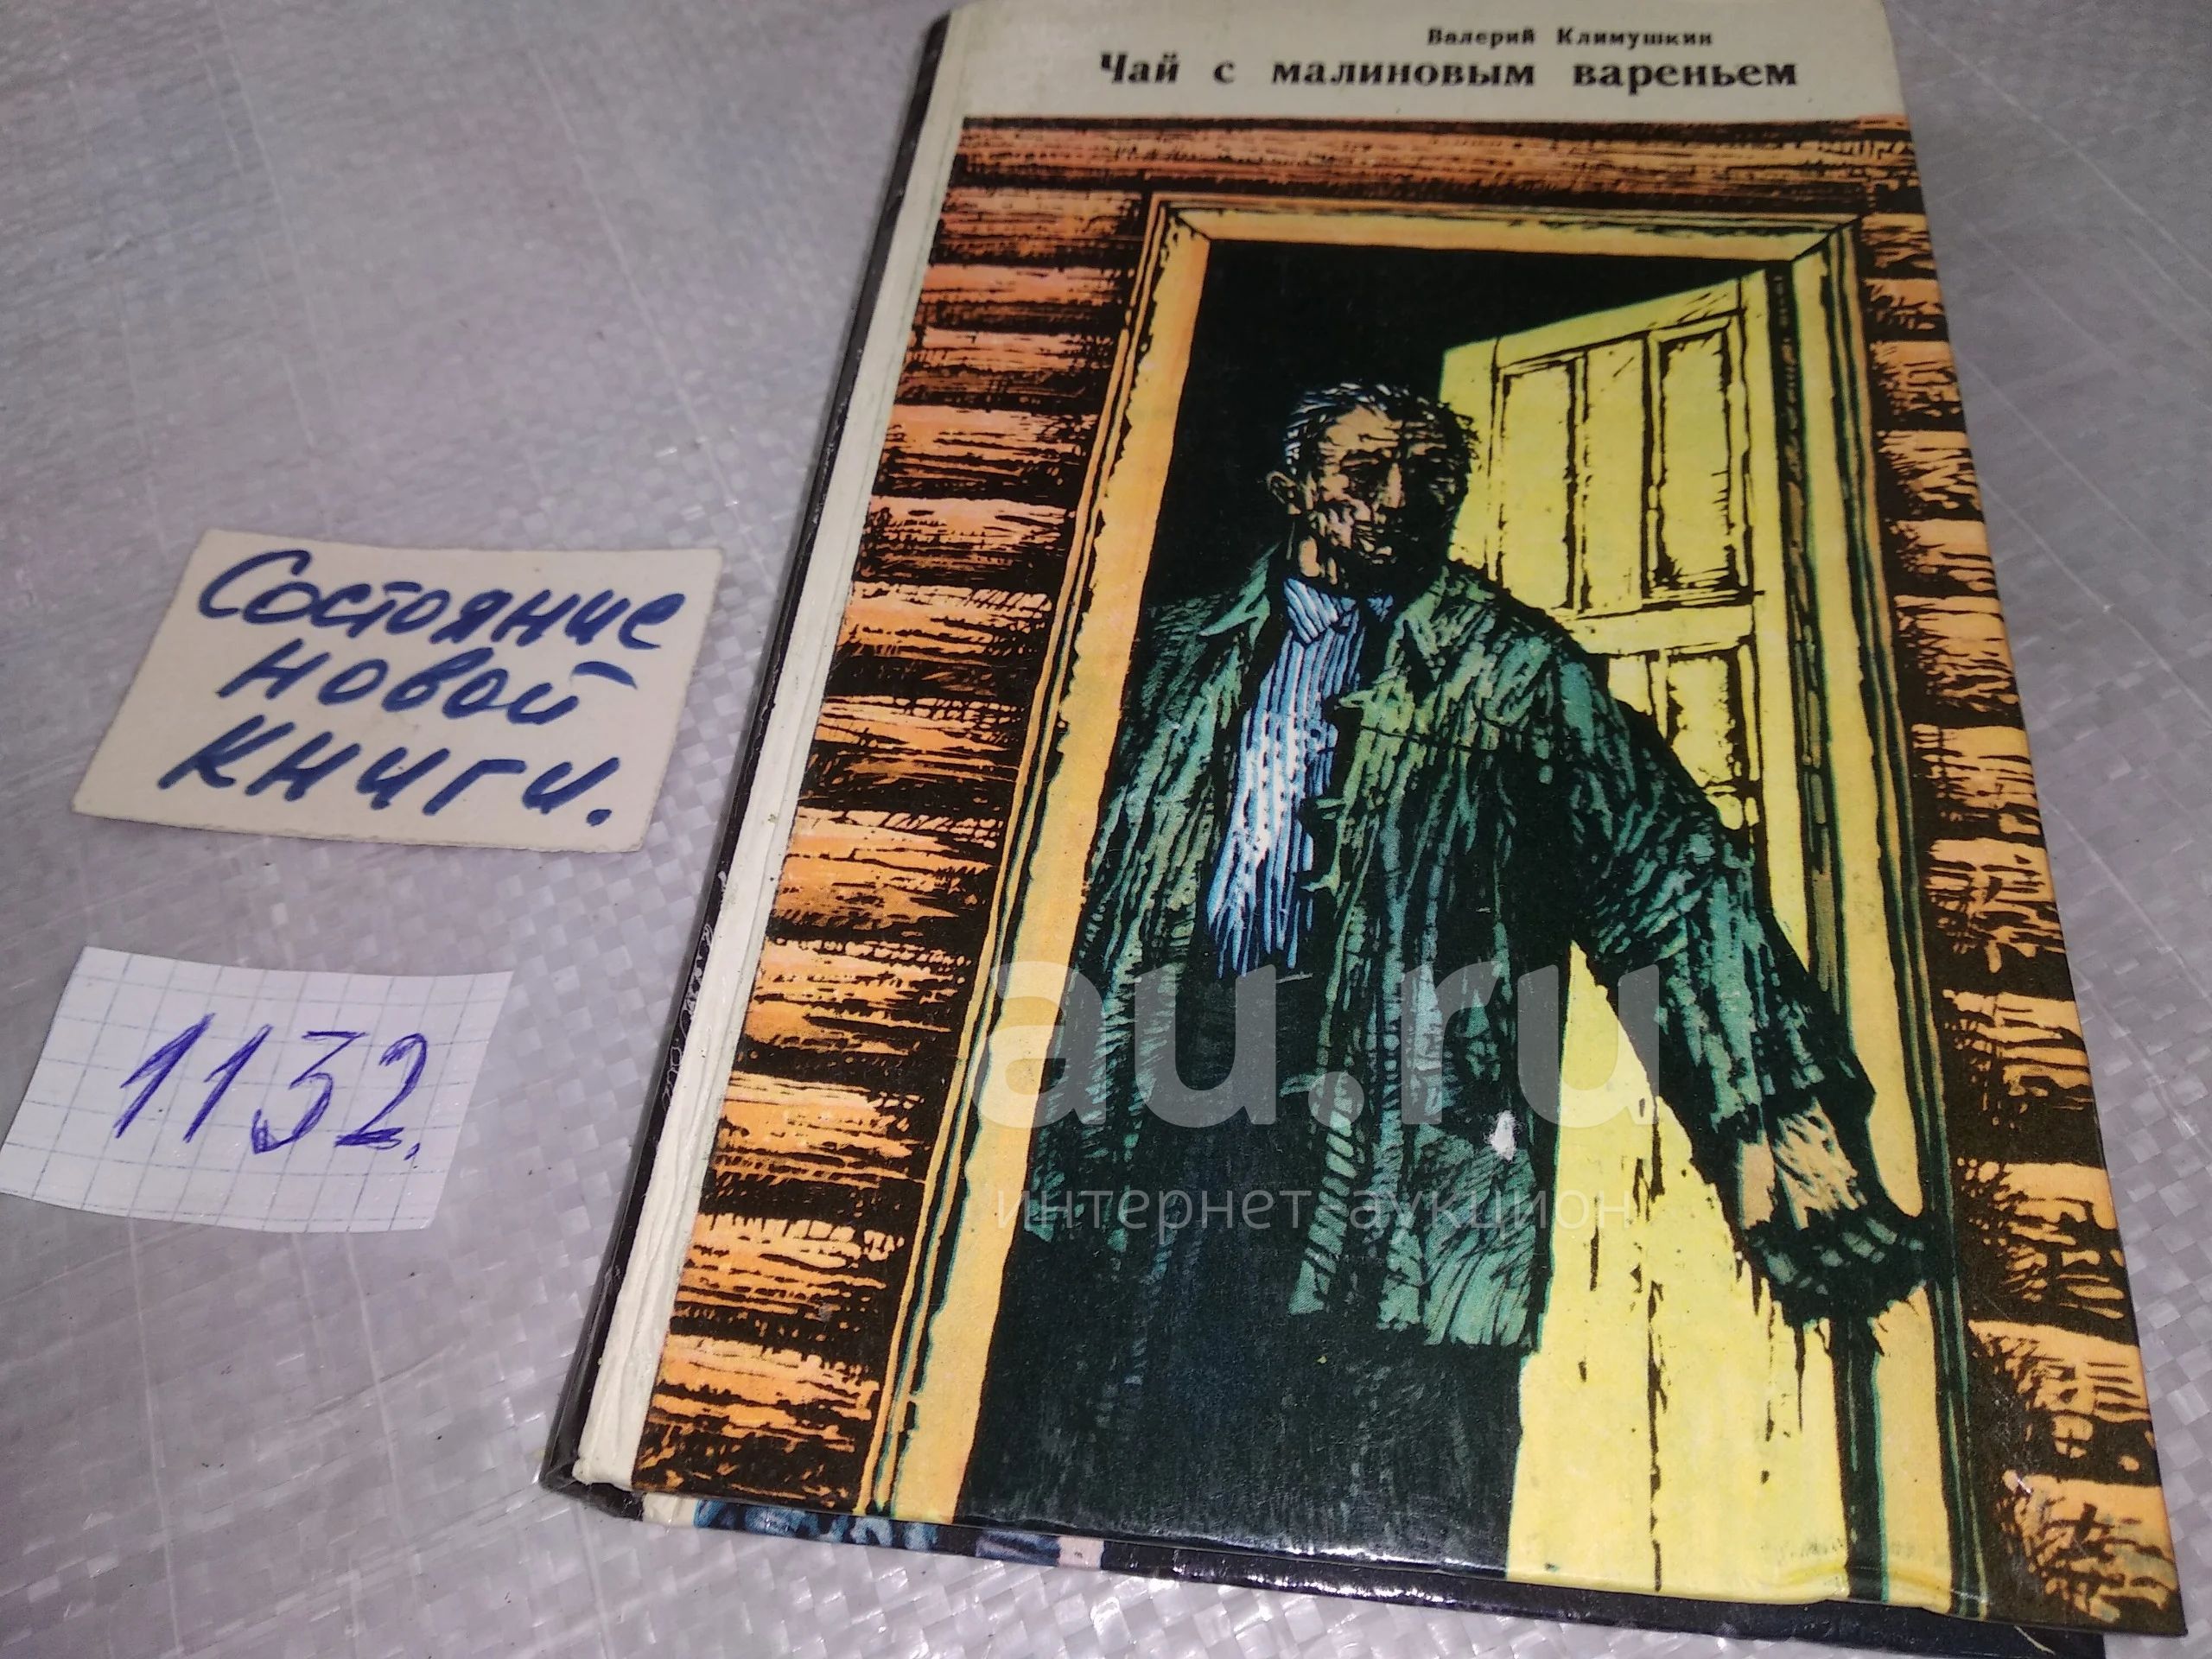 Валерий Климушкин
Чай с малиновым вареньем
Состояние
новой
книги.
1132.
au.ru
интернет аукцион